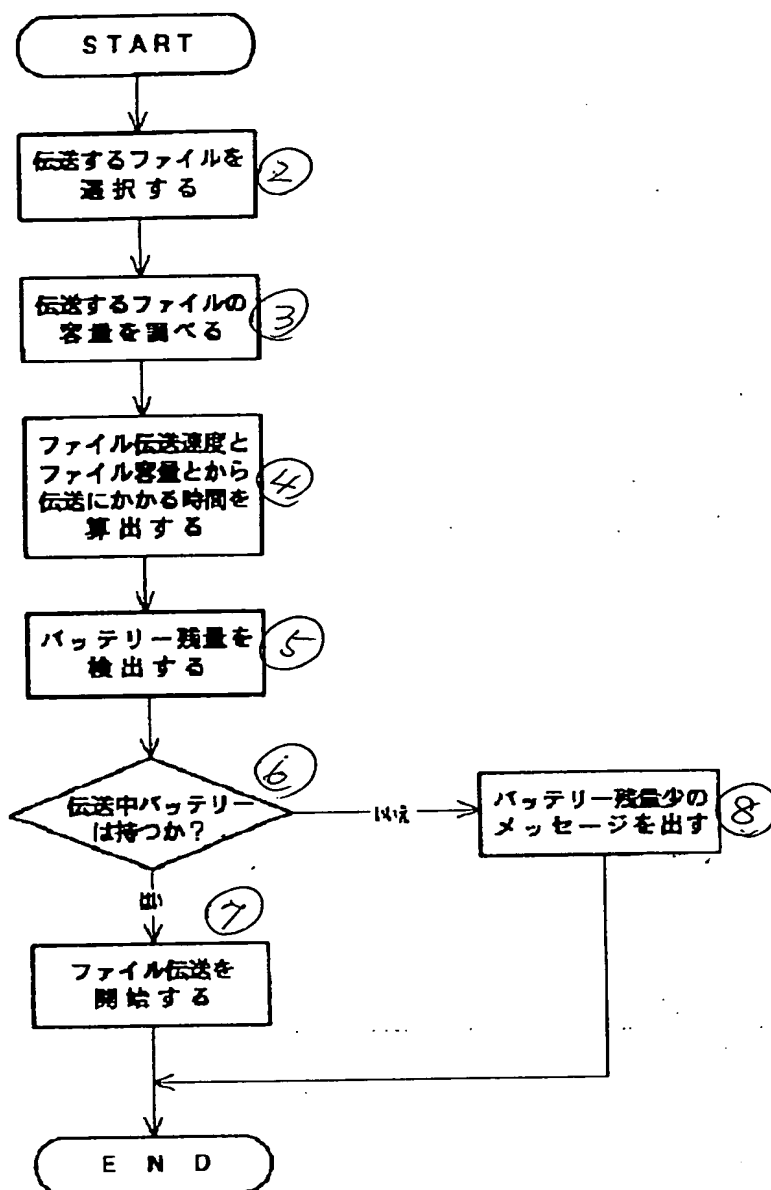 START
伝送するファイルを
選択する
②
伝送するファイルの
容量を調べる
③
ファイル伝送速度と
ファイル容量とから
伝送にかかる時間を
算出する
④
バッテリー残量を
検出する
⑤
⑥
伝送中バッテリー
は持つか?
いいえ
バッテリー残量少の
メッセージを出す
⑧
はい
⑦
ファイル伝送を
開始する
END